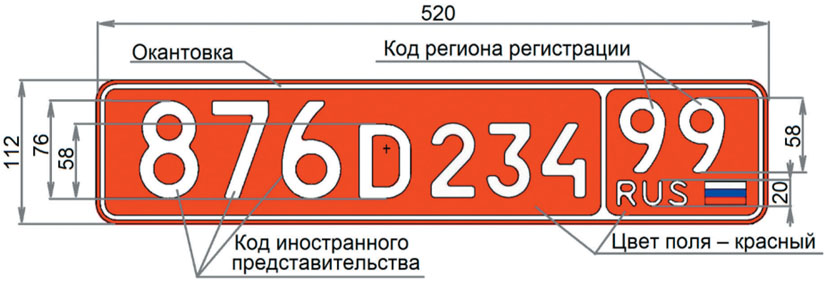 520
Окантовка
Код региона регистрации
112
76
58
876D234
99
RUS
58
20
Код иностранного
представительства
Цвет поля – красный